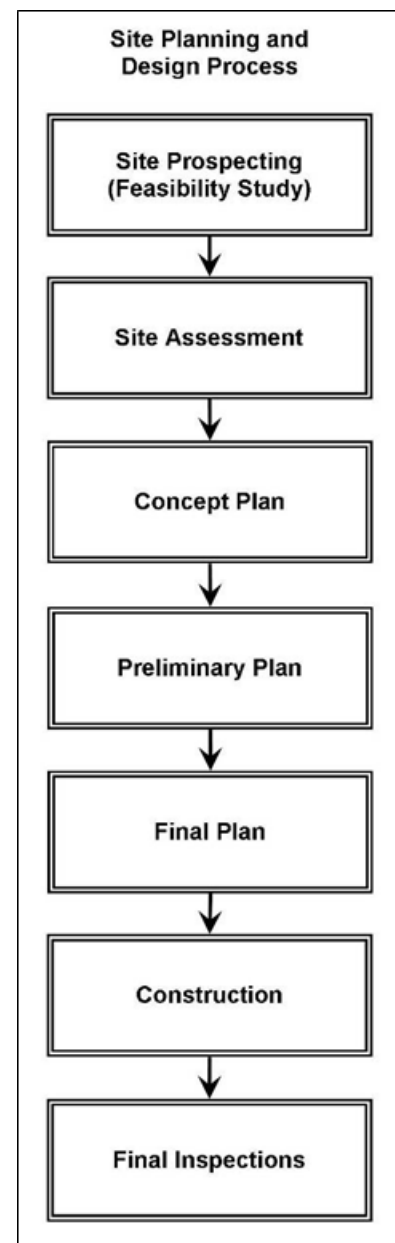 Site Planning and
Design Process
Site Prospecting
(Feasibility Study)
Site Assessment
Concept Plan
Preliminary Plan
Final Plan
Construction
Final Inspections